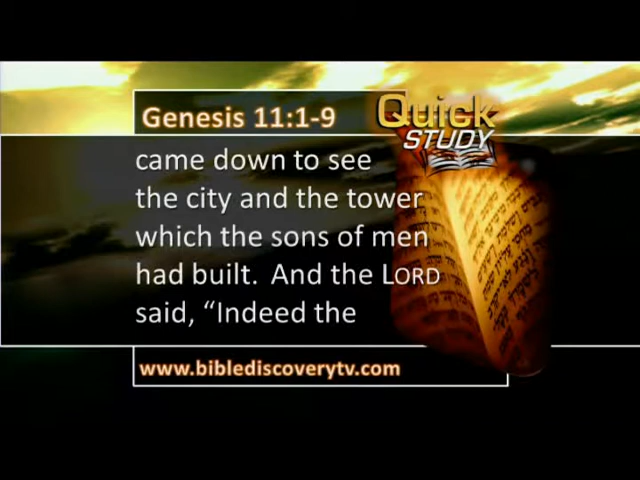 Genesis 11:1-9
Quick
STUDY
came down to see
the city and the tower
which the sons of men
had built. And the LORD
said, “Indeed the
www.biblediscoverytv.com